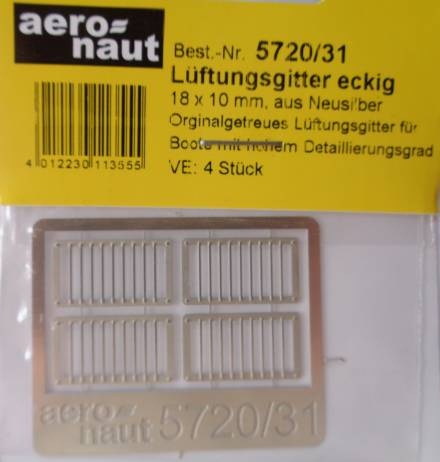 aero=
naut
Best.-Nr. 5720/31
Lüftungsgitter eckig
18 x 10 mm, aus Neusilber
Orginalgetreues Lüftungsgitter für
Boote mit hohem Detaillierungsgrad
VE: 4 Stück
4 012230 113555
aero=
naut 5720/31